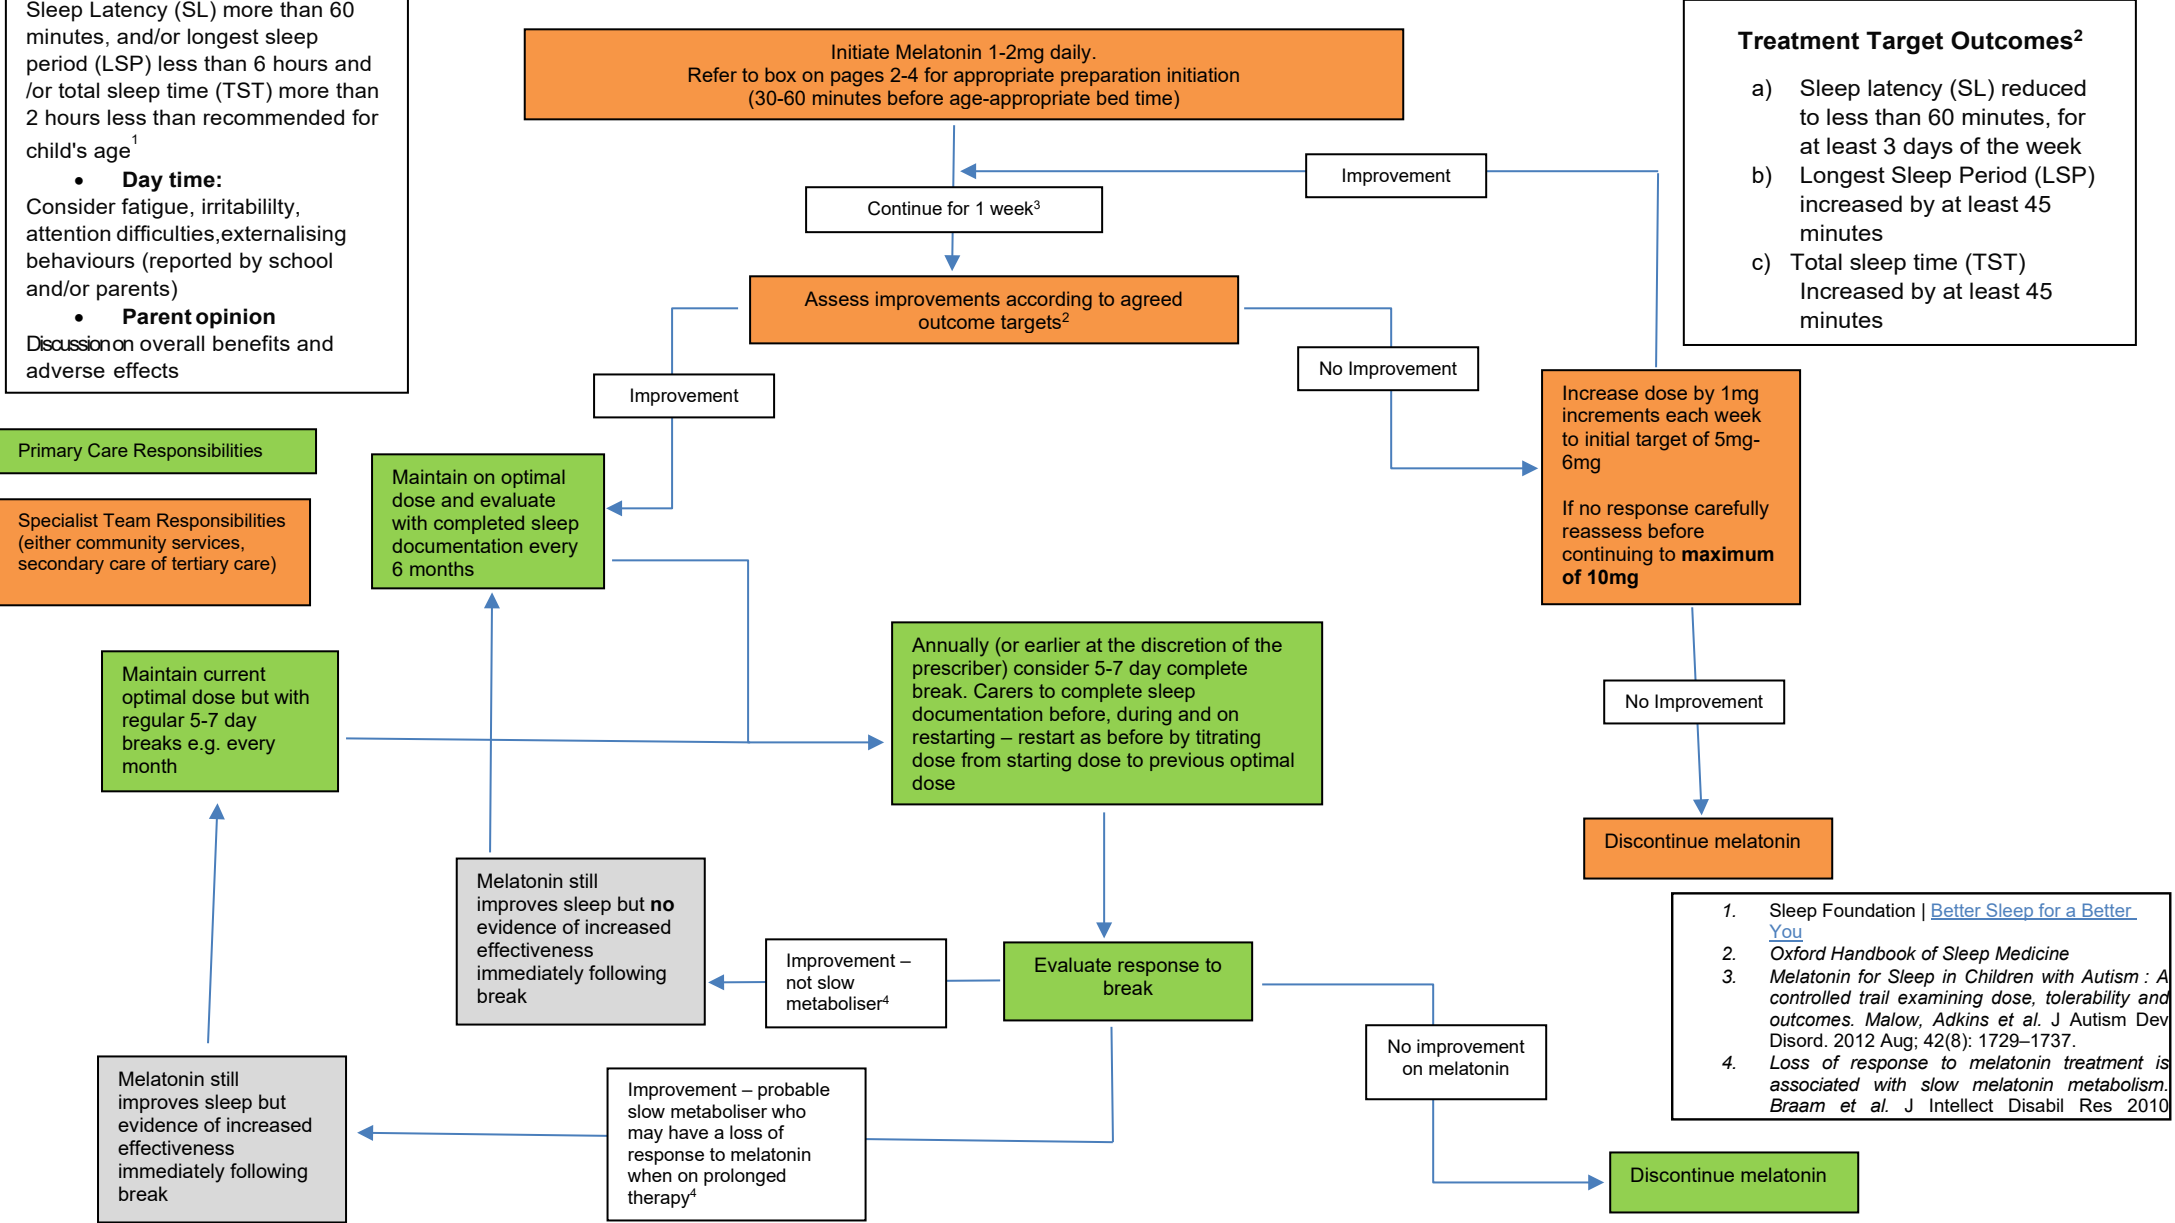 Sleep Latency (SL) more than 60
minutes, and/or longest sleep
period (LSP) less than 6 hours and
/or total sleep time (TST) more than
2 hours less than recommended for
child's age1
• Day time:
Consider fatigue, irritabililty,
attention difficulties,externalising
behaviours (reported by school
and/or parents)
• Parent opinion
Discussion on overall benefits and
adverse effects
Initiate Melatonin 1-2mg daily.
Refer to box on pages 2-4 for appropriate preparation initiation
(30-60 minutes before age-appropriate bed time)
Treatment Target Outcomes2
a) Sleep latency (SL) reduced
to less than 60 minutes, for
at least 3 days of the week
b) Longest Sleep Period (LSP)
increased by at least 45
minutes
c) Total sleep time (TST)
Increased by at least 45
minutes
Improvement
Continue for 1 week3
Assess improvements according to agreed
outcome targets2
Improvement
No Improvement
Increase dose by 1mg
increments each week
to initial target of 5mg-
6mg
If no response carefully
reassess before
continuing to maximum
of 10mg
Primary Care Responsibilities
Specialist Team Responsibilities
(either community services,
secondary care of tertiary care)
Maintain on optimal
dose and evaluate
with completed sleep
documentation every
6 months
Maintain current
optimal dose but with
regular 5-7 day
breaks e.g. every
month
Annually (or earlier at the discretion of the
prescriber) consider 5-7 day complete
break. Carers to complete sleep
documentation before, during and on
restarting – restart as before by titrating
dose from starting dose to previous optimal
dose
No Improvement
Discontinue melatonin
Melatonin still
improves sleep but no
evidence of increased
effectiveness
immediately following
break
Improvement –
not slow
metaboliser4
Evaluate response to
break
No improvement
on melatonin
1. Sleep Foundation | Better Sleep for a Better
You
2. Oxford Handbook of Sleep Medicine
3. Melatonin for Sleep in Children with Autism : A
controlled trail examining dose, tolerability and
outcomes. Malow, Adkins et al. J Autism Dev
Disord. 2012 Aug; 42(8): 1729–1737.
4. Loss of response to melatonin treatment is
associated with slow melatonin metabolism.
Braam et al. J Intellect Disabil Res 2010
Melatonin still
improves sleep but
evidence of increased
effectiveness
immediately following
break
Improvement – probable
slow metaboliser who
may have a loss of
response to melatonin
when on prolonged
therapy4
Discontinue melatonin